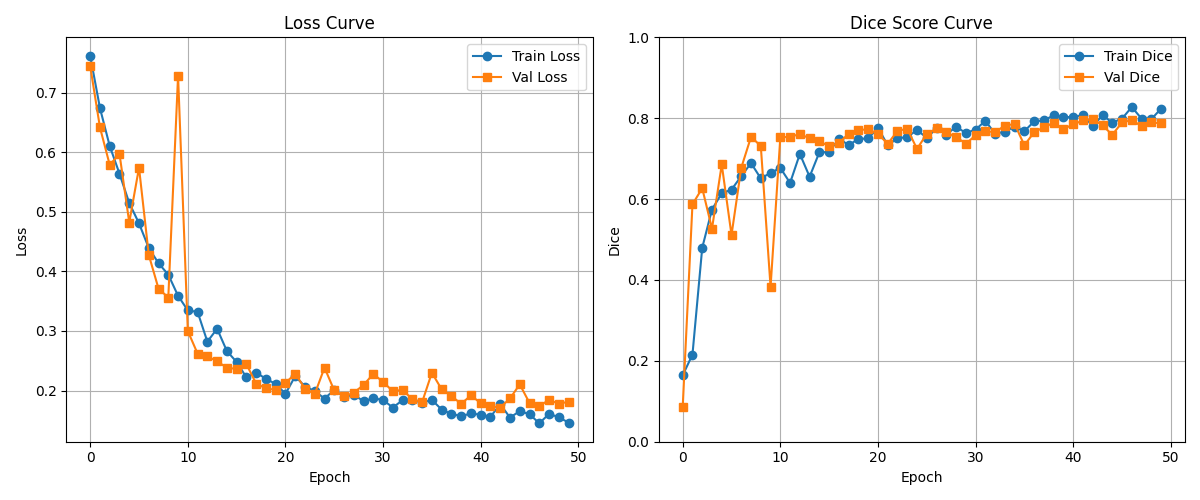 Loss Curve
Train Loss
Val Loss
0.7
0.6
0.5
0.4
0.3
0.2
Loss
0 10 20 30 40 50
Epoch
Dice Score Curve
Train Dice
Val Dice
1.0
0.8
0.6
0.4
0.2
0.0
Dice
0 10 20 30 40 50
Epoch